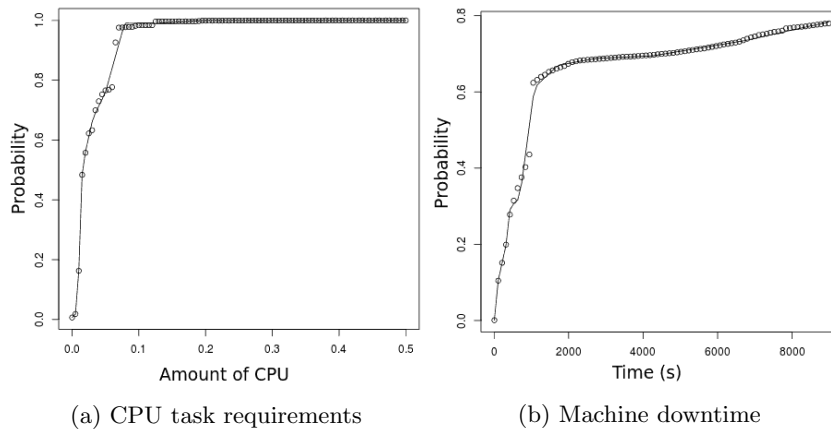 Probability
1.0
0.8
0.6
0.4
0.2
0.0
0.0 0.1 0.2 0.3 0.4 0.5
Amount of CPU
(a) CPU task requirements
Probability
0.8
0.6
0.4
0.2
0.0
0 2000 4000 6000 8000
Time (s)
(b) Machine downtime